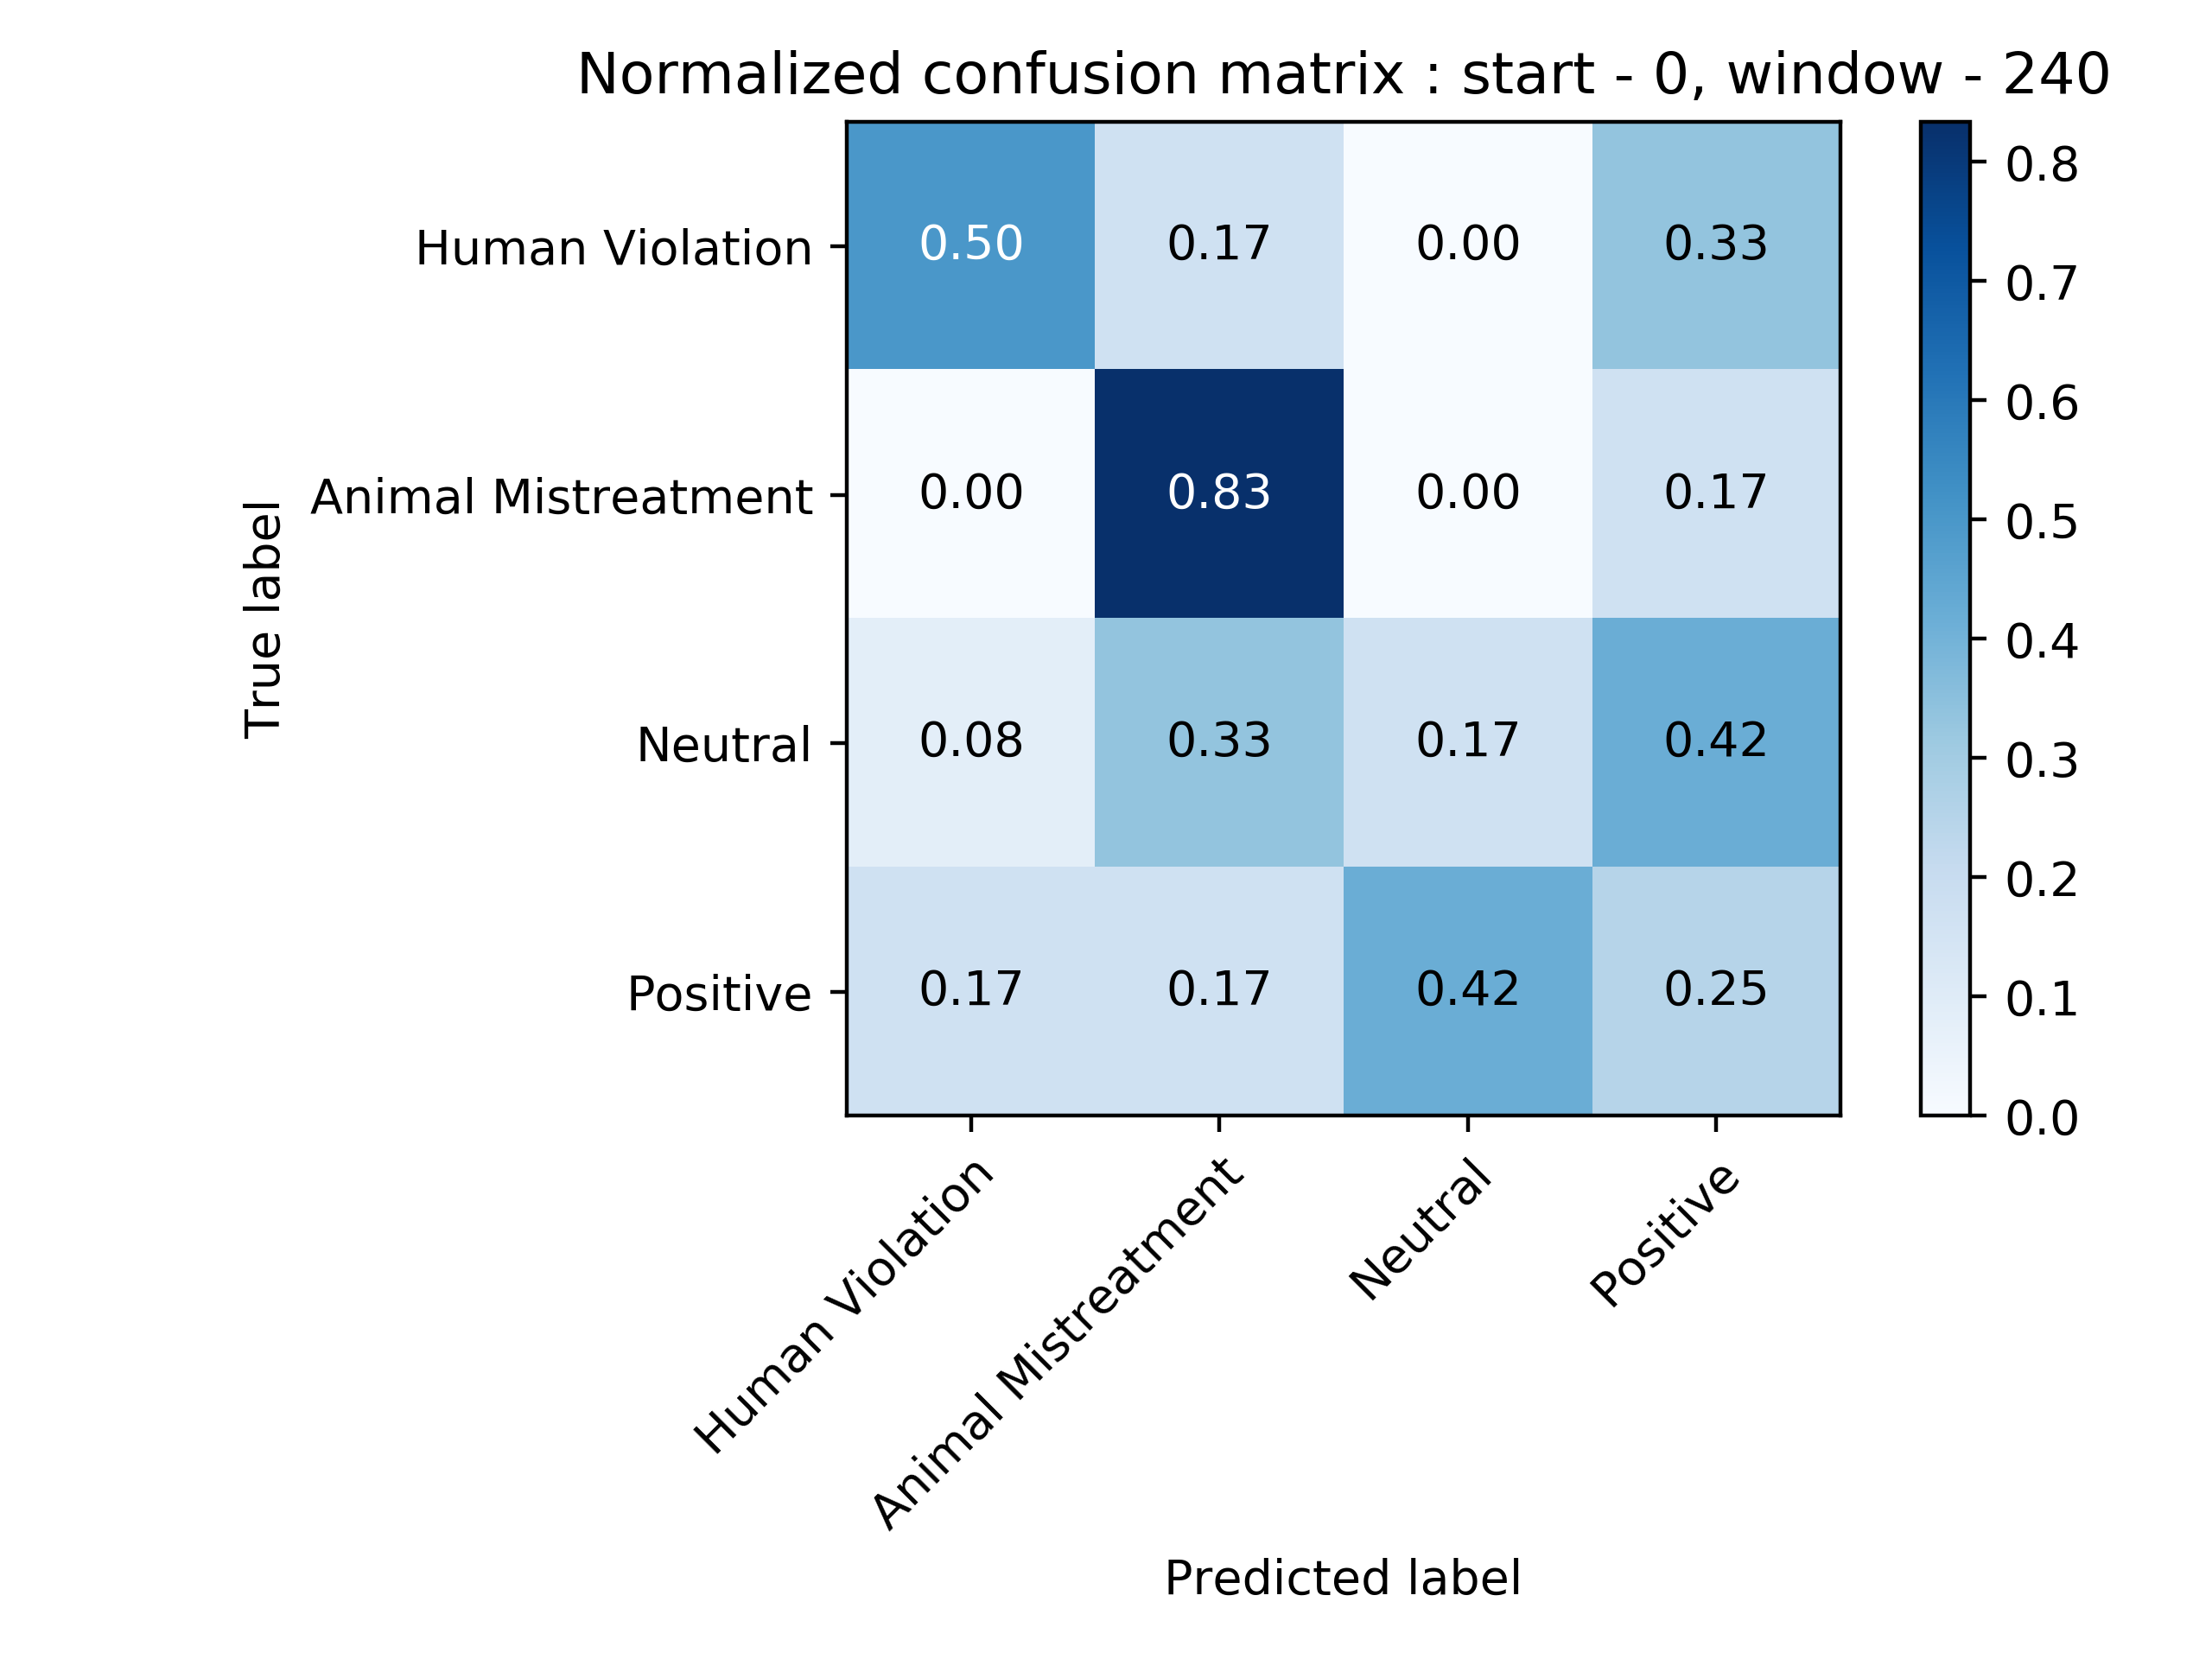 Normalized confusion matrix : start - 0, window - 240
True label
Human Violation
0.50 0.17 0.00 0.33
Animal Mistreatment
0.00 0.83 0.00 0.17
Neutral
0.08 0.33 0.17 0.42
Positive
0.17 0.17 0.42 0.25
Human Violation
Animal Mistreatment
Neutral
Positive
Predicted label
0.8
0.7
0.6
0.5
0.4
0.3
0.2
0.1
0.0